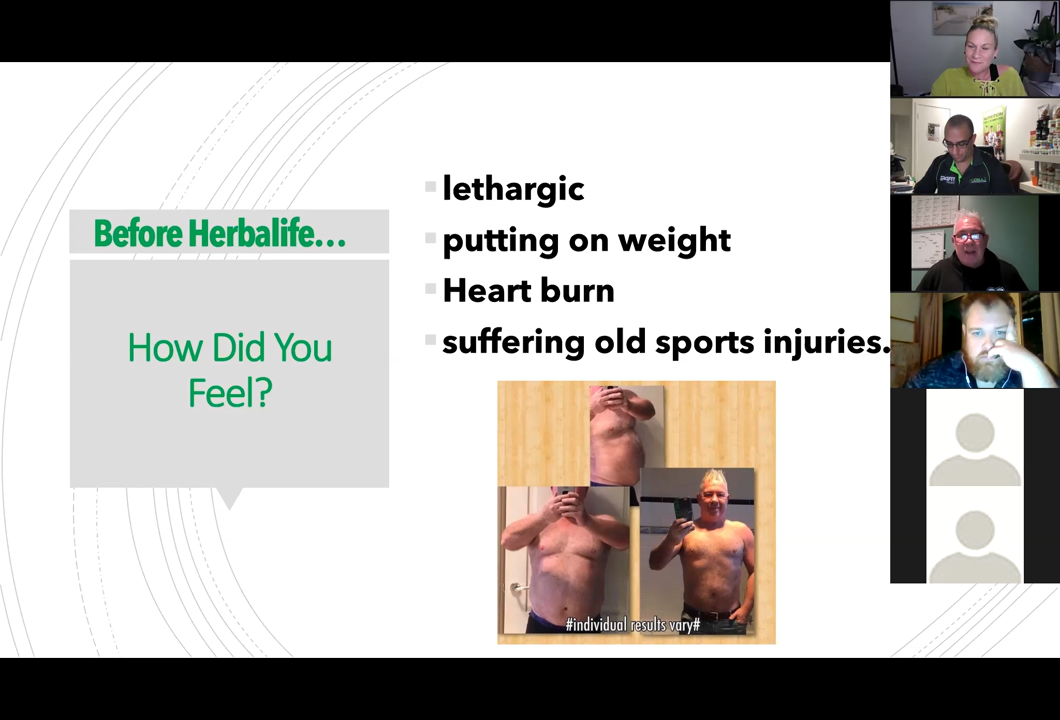 Before Herbalife...
How Did You
Feel?
lethargic
putting on weight
Heart burn
suffering old sports injuries.
#individual results vary#